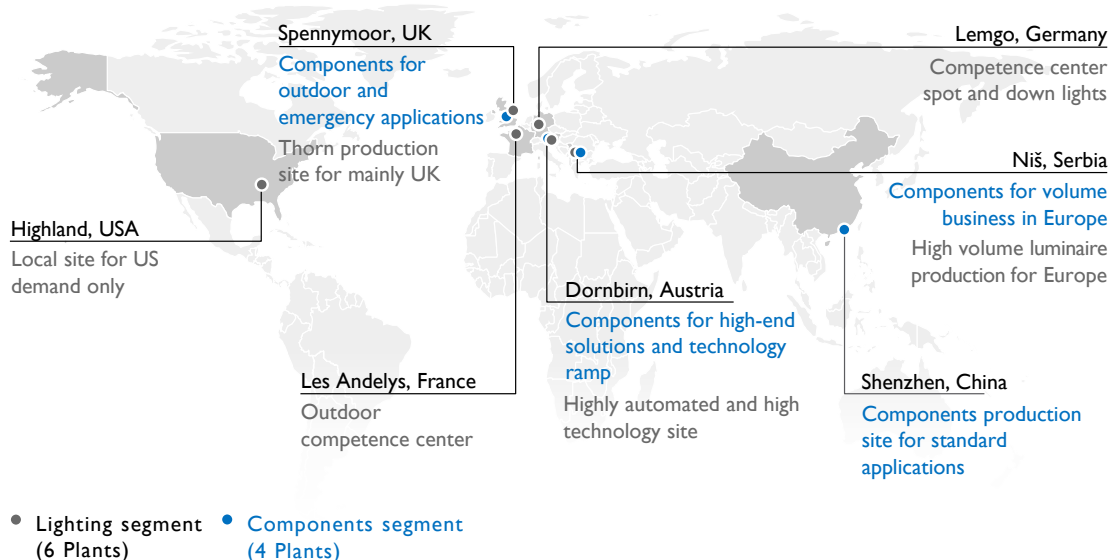 Spennymoor, UK
Components for
outdoor and
emergency applications
Thorn production
site for mainly UK
Lemgo, Germany
Competence center
spot and down lights
Niš, Serbia
Components for volume
business in Europe
High volume luminaire
production for Europe
Highland, USA
Local site for US
demand only
Dornbirn, Austria
Components for high-end
solutions and technology
ramp
Highly automated and high
technology site
Les Andelys, France
Outdoor
competence center
Shenzhen, China
Components production
site for standard
applications
Lighting segment
(6 Plants)
Components segment
(4 Plants)